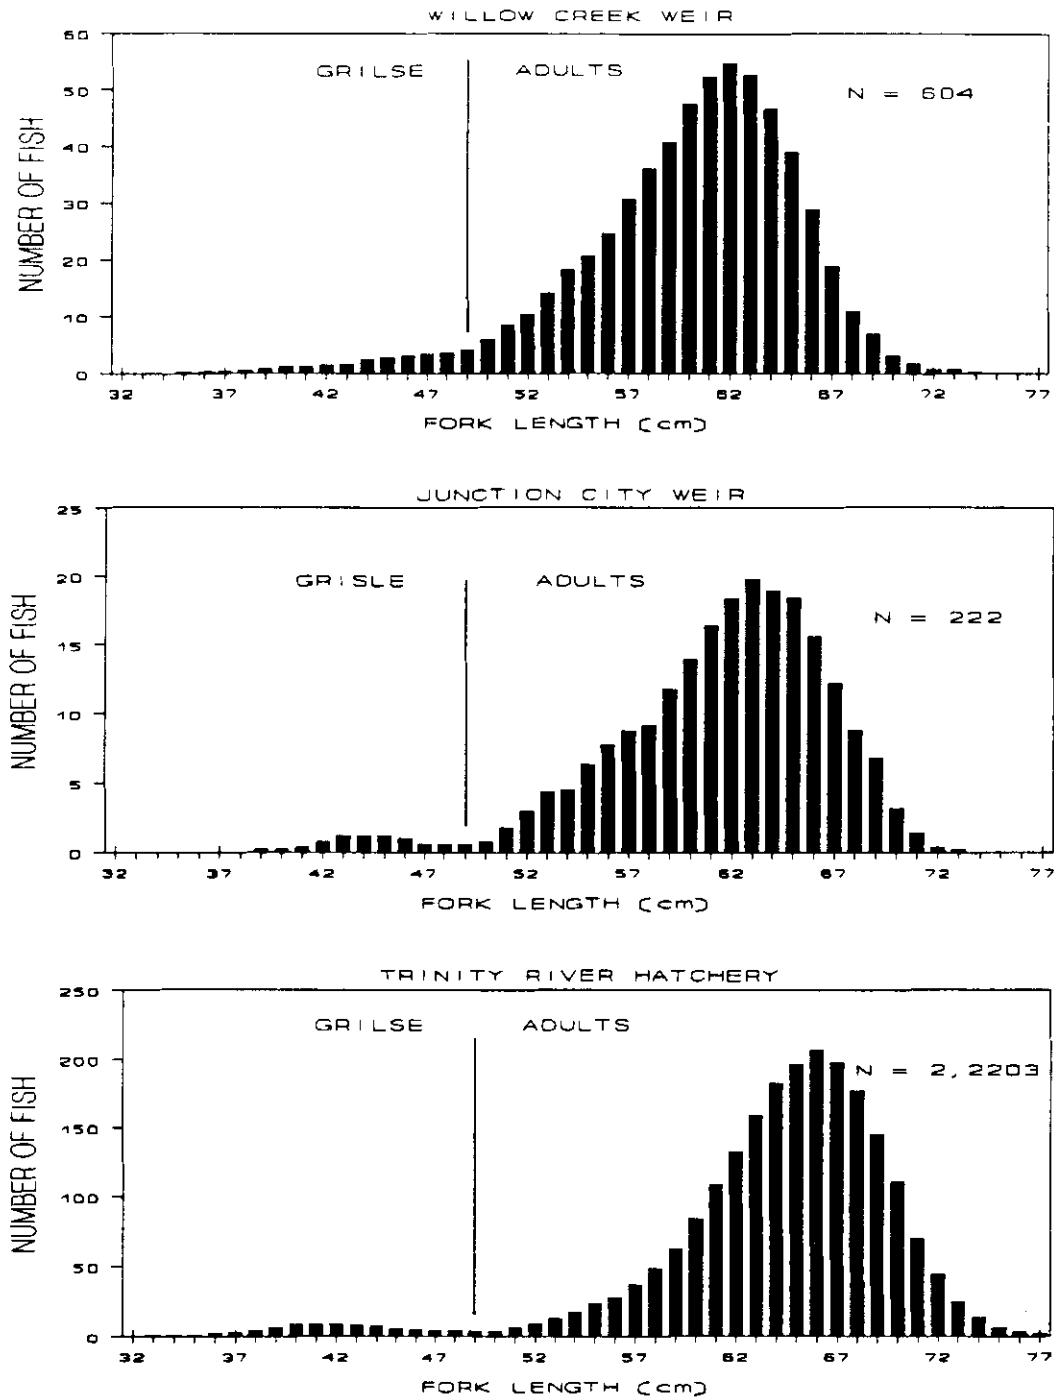 WILLOW CREEK WEIR
60
50
40
30
20
10
0
NUMBER OF FISH
GRILSE
ADULTS
N = 604
32 37 42 47 52 57 62 67 72 77
FORK LENGTH (cm)
JUNCTION CITY WEIR
25
20
15
10
5
0
NUMBER OF FISH
GRISLE
ADULTS
N = 222
32 37 42 47 52 57 62 67 72 77
FORK LENGTH (cm)
TRINITY RIVER HATCHERY
250
200
150
100
50
0
NUMBER OF FISH
GRILSE
ADULTS
N = 2,2203
32 37 42 47 52 57 62 67 72 77
FORK LENGTH (cm)